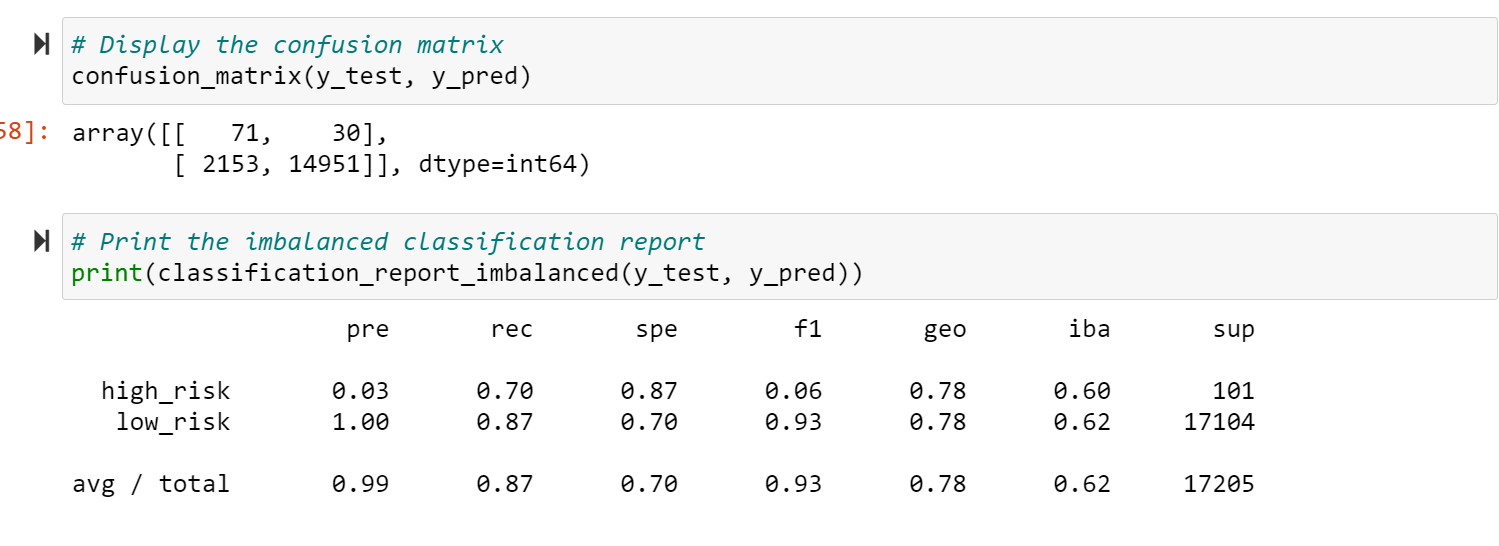 # Display the confusion matrix
confusion_matrix(y_test, y_pred)
58]: array([[   71,    30],
       [ 2153, 14951]], dtype=int64)
# Print the imbalanced classification report
print(classification_report_imbalanced(y_test, y_pred))
                   pre       rec       spe        f1       geo       iba       sup
  high_risk       0.03      0.70      0.87      0.06      0.78      0.60       101
   low_risk       1.00      0.87      0.70      0.93      0.78      0.62     17104
avg / total       0.99      0.87      0.70      0.93      0.78      0.62     17205